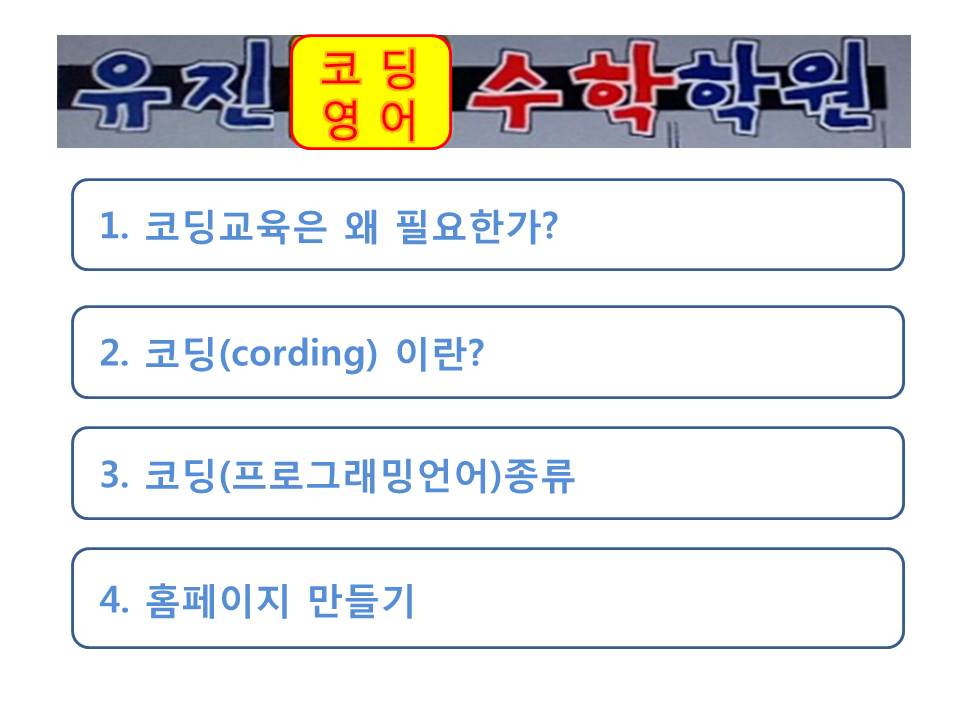 유진 코딩 영어 수학학원
1. 코딩교육은 왜 필요한가?
2. 코딩(cording) 이란?
3. 코딩(프로그래밍언어)종류
4. 홈페이지 만들기